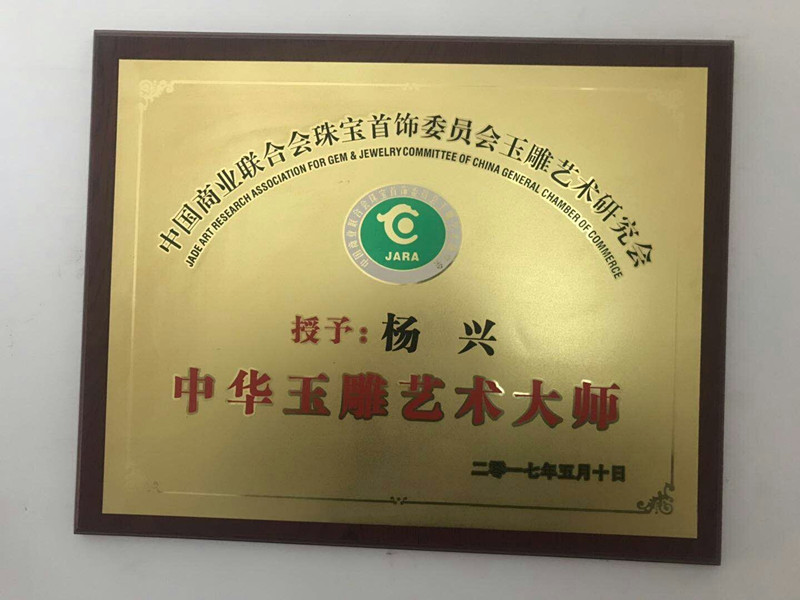 中国商业联合会珠宝首饰委员会玉雕艺术研究会
JADE ART RESEARCH ASSOCIATION FOR GEM & JEWELRY COMMITTEE OF CHINA GENERAL CHAMBER OF COMMERCE
JARA
授予：杨 兴
中华玉雕艺术大师
二零一七年五月十日